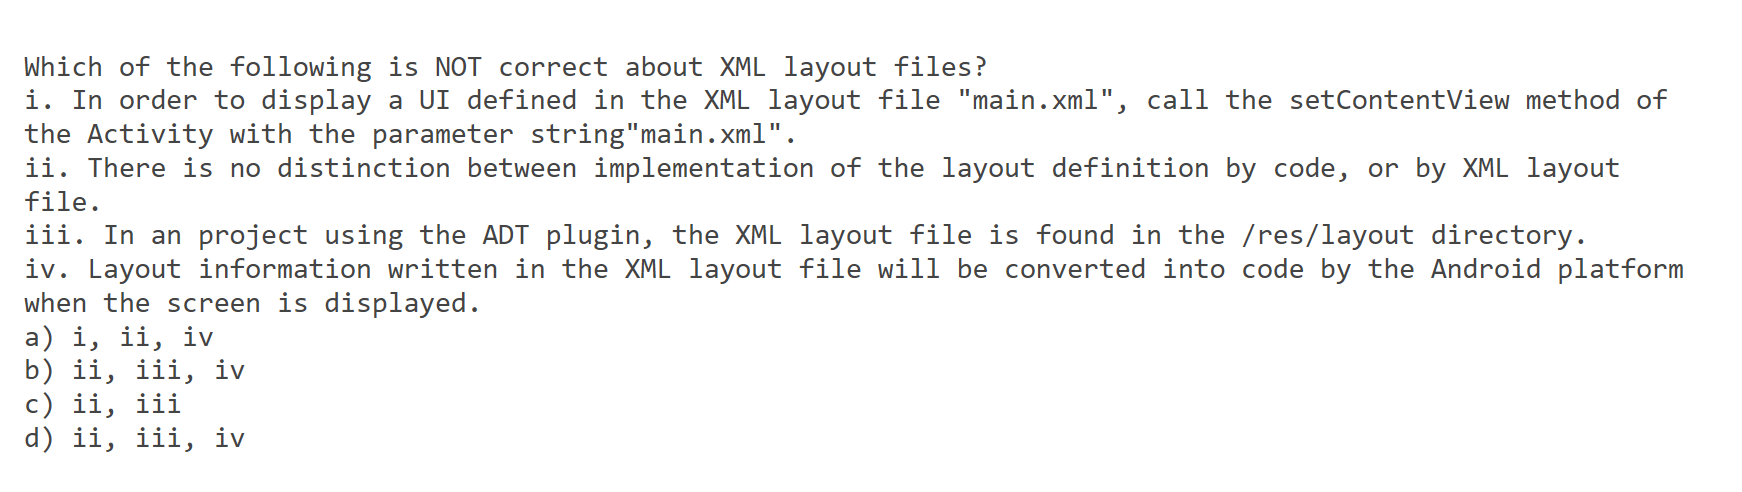 Which of the following is NOT correct about XML layout files?
i. In order to display a UI defined in the XML layout file "main.xml", call the setContentView method of
the Activity with the parameter string"main.xml".
ii. There is no distinction between implementation of the layout definition by code, or by XML layout
file.
iii. In an project using the ADT plugin, the XML layout file is found in the /res/layout directory.
iv. Layout information written in the XML layout file will be converted into code by the Android platform
when the screen is displayed.
a) i, ii, iv
b) ii, iii, iv
c) ii, iii
d) ii, iii, iv